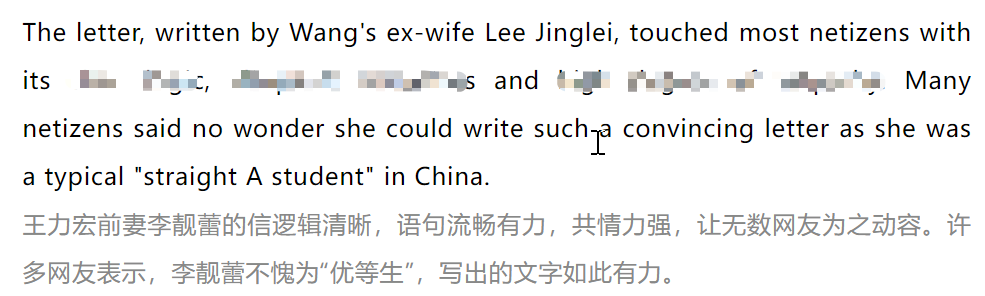 The letter, written by Wang's ex-wife Lee Jinglei, touched most netizens with
its and Many
netizens said no wonder she could write such a convincing letter as she was
a typical "straight A student" in China.
王力宏前妻李靓蕾的信逻辑清晰，语句流畅有力，共情力强，让无数网友为之动容。许
多网友表示，李靓蕾不愧为“优等生”，写出的文字如此有力。